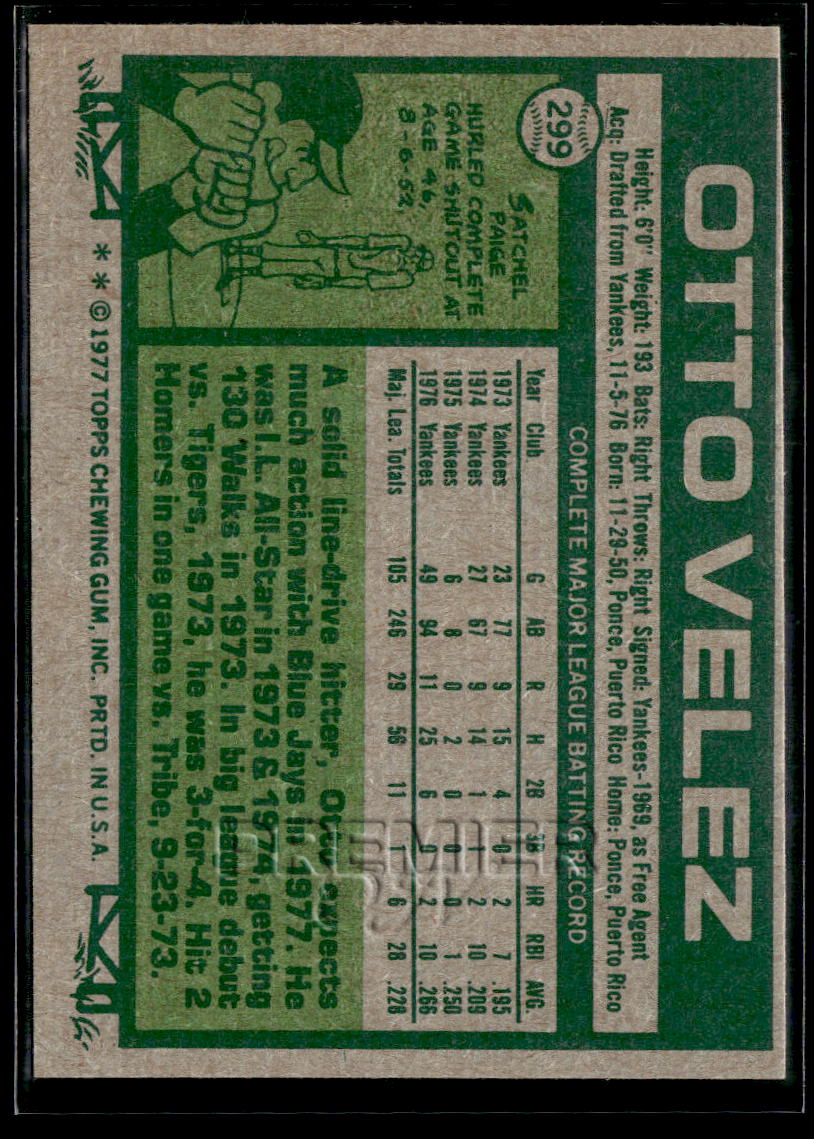 OTTO VELEZ
Height: 6'0" Weight: 193 Bats: Right Throws: Right Signed: Yankees-1969, as Free Agent
Acq: Drafted from Yankees, 11-5-76 Born: 11-29-50, Ponce, Puerto Rico Home: Ponce, Puerto Rico
299
COMPLETE MAJOR LEAGUE BATTING RECORD
SATCHEL
PAIGE
HURLED COMPLETE
GAME SHUTOUT AT
AGE 46,
8-6-52.
Year Club G AB R H 2B 3B HR RBI AVG.
1973 Yankees 23 77 9 15 4 0 2 7 .195
1974 Yankees 27 67 9 14 1 1 2 10 .209
1975 Yankees 6 8 0 2 0 0 0 1 .250
1976 Yankees 49 94 11 25 6 0 2 10 .266
Maj. Lea. Totals 105 246 29 56 11 1 6 28 .228
A solid line-drive hitter, Otto expects
much action with Blue Jays in 1977. He
was I.L. All-Star in 1973 & 1974, getting
130 Walks in 1973. In big league debut
vs. Tigers, 1973, he was 3-for-4. Hit 2
Homers in one game vs. Tribe, 9-23-73.
* * © 1977 TOPPS CHEWING GUM, INC. PRTD. IN U.S.A.
PREMIER